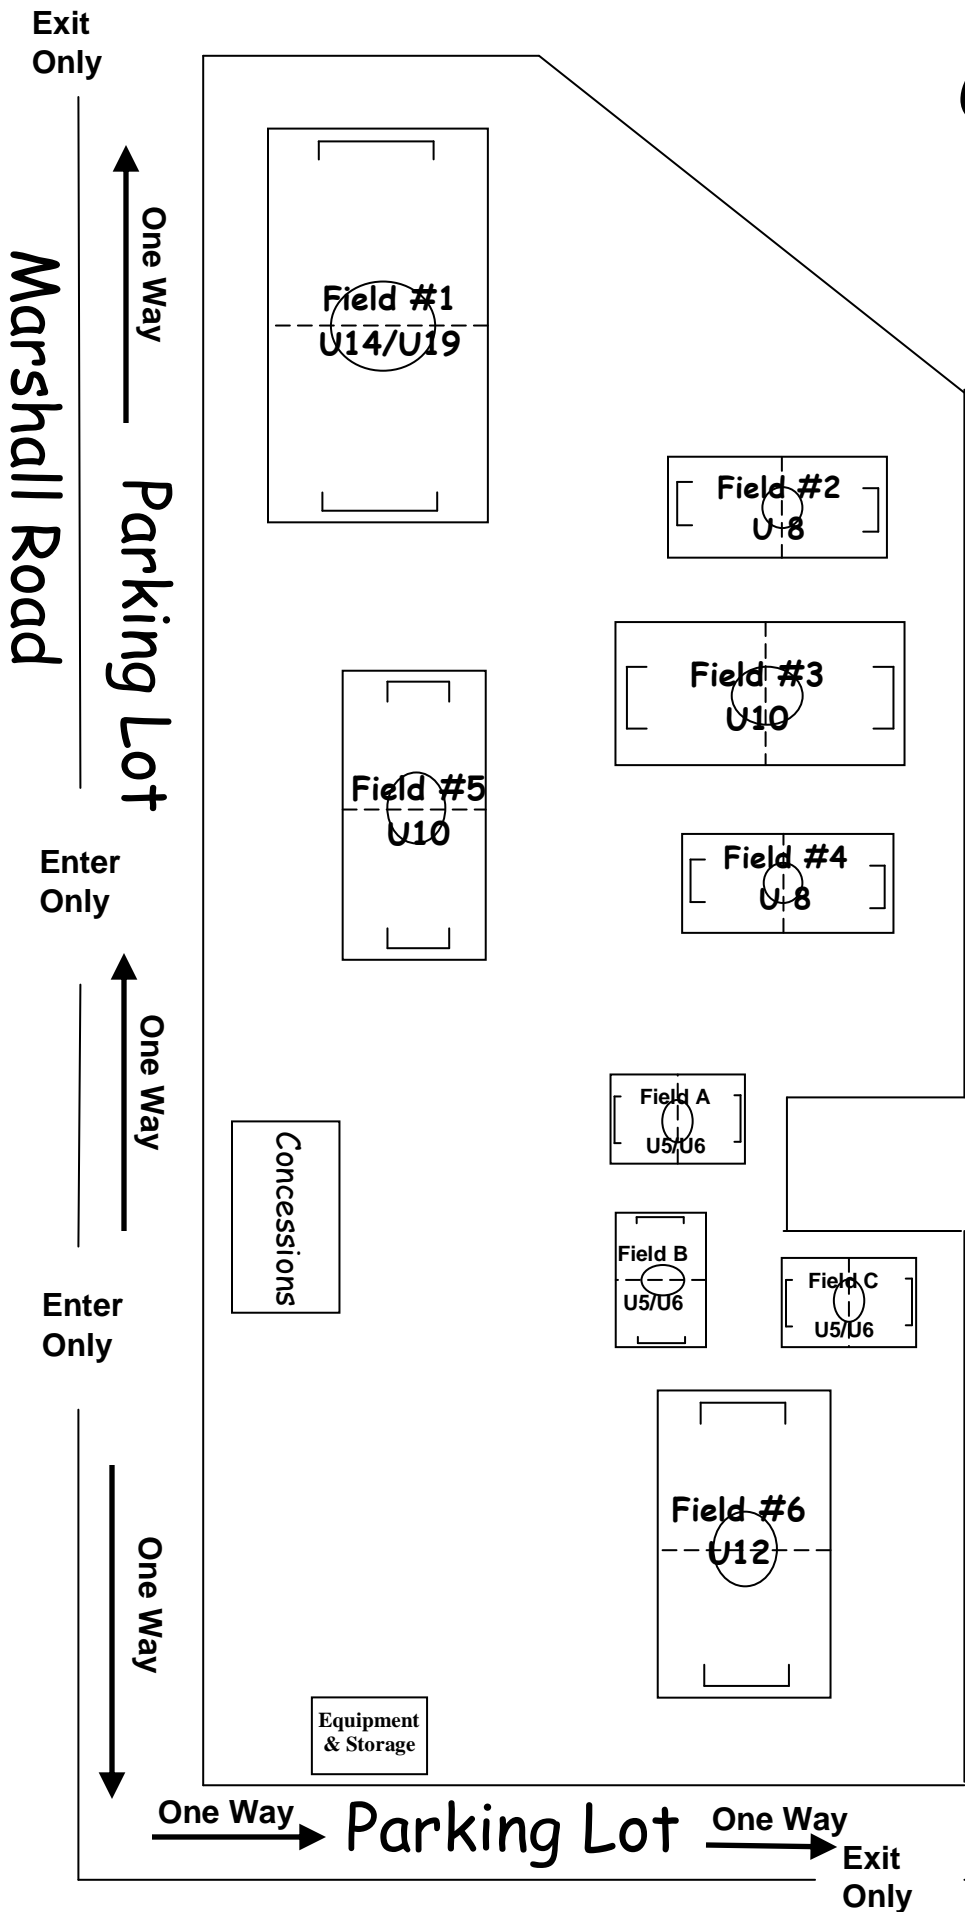 Exit
Only
One Way
Marshall Road
Parking Lot
Field #1
U14/U19
Field #2
U 8
Field #3
U10
Field #5
U10
Field #4
U 8
Enter
Only
One Way
Field A
U5/U6
Concessions
Field B
U5/U6
Field C
U5/U6
Enter
Only
Field #6
U12
One Way
Equipment
& Storage
One Way
Parking Lot
One Way
Exit
Only